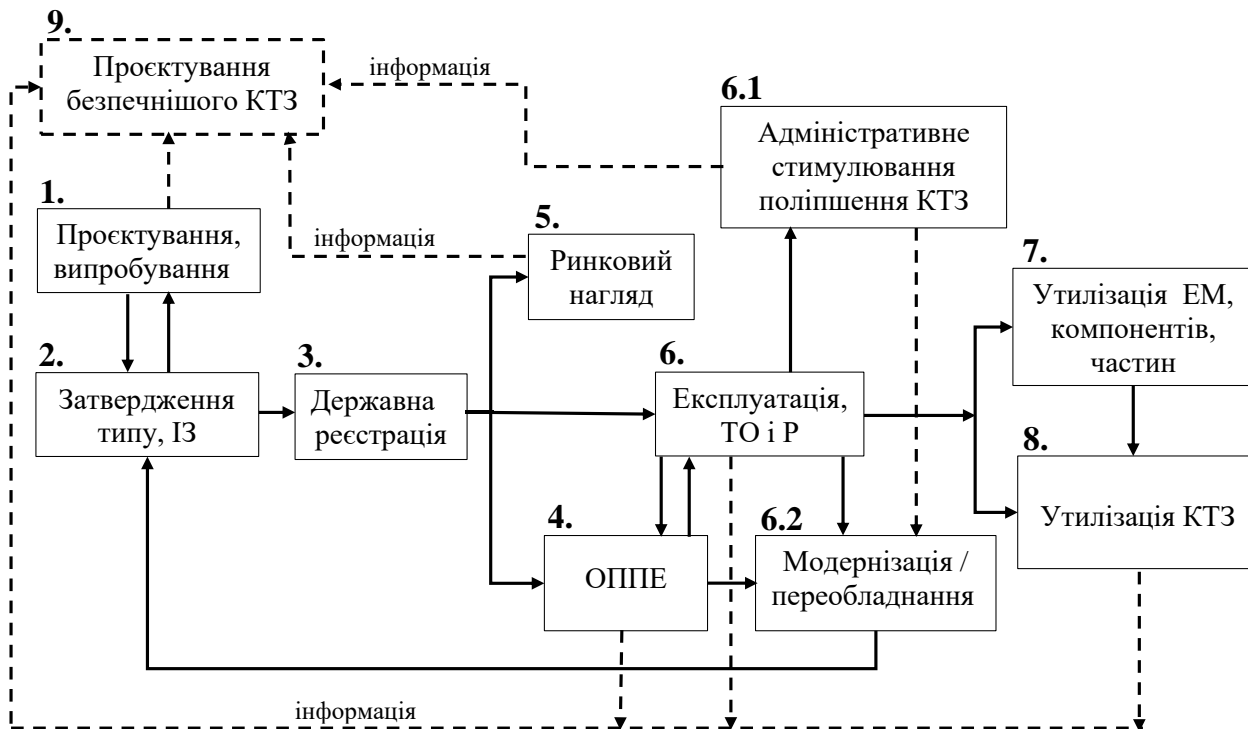 9.
Проєктування
безпечнішого КТЗ
інформація
6.1
Адміністративне
стимулювання
поліпшення КТЗ
1.
Проєктування,
випробування
інформація
5.
Ринковий
нагляд
7.
Утилізація ЕМ,
компонентів,
частин
2.
Затвердження
типу, ІЗ
3.
Державна
реєстрація
6.
Експлуатація,
ТО і Р
8.
Утилізація КТЗ
4.
ОППЕ
6.2
Модернізація /
переобладнання
інформація